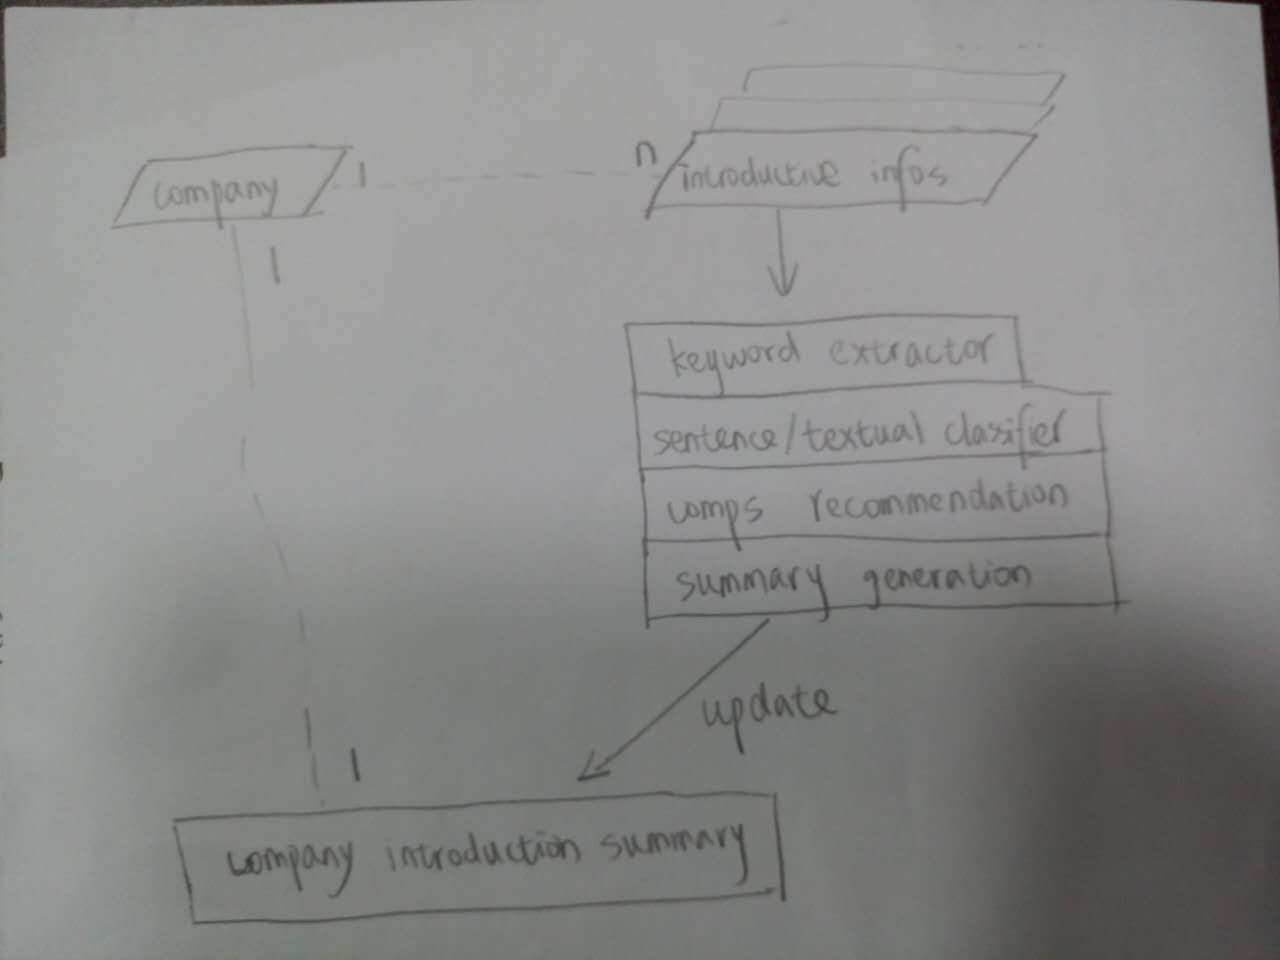 n
company
1
introductive infos
1
keyword extractor
sentence/textual classifier
comps recommendation
summary generation
update
1
company introduction summary